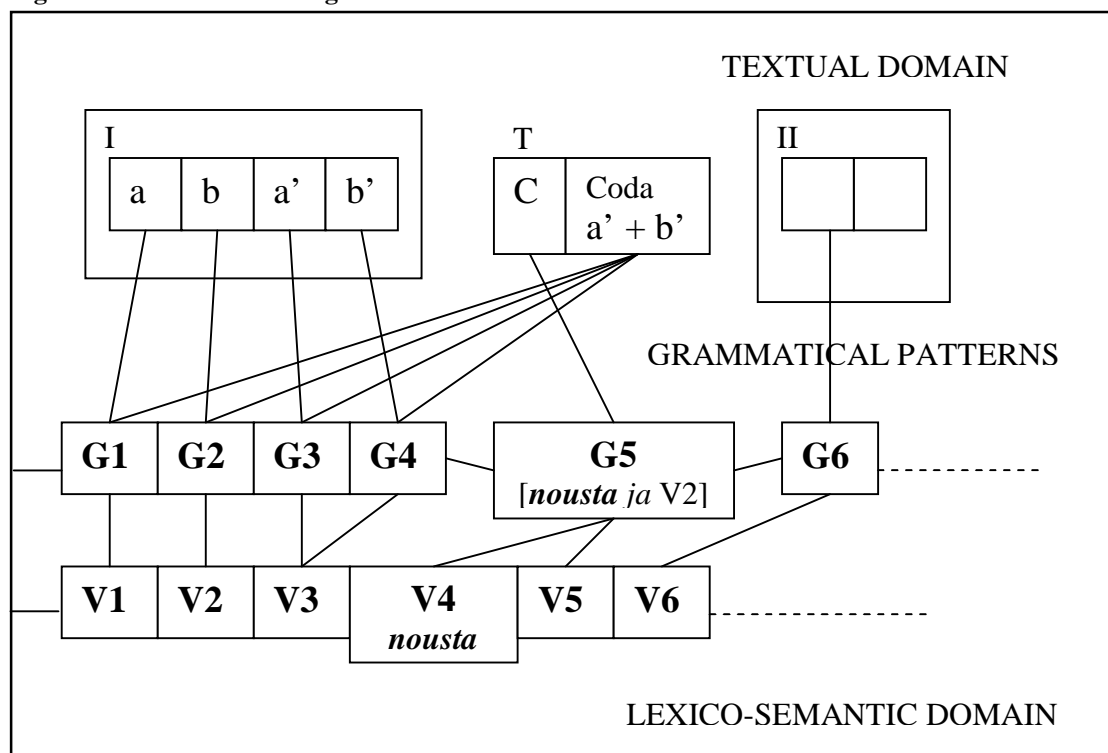 TEXTUAL DOMAIN
I
T
II
a b a’ b’
C Coda
a’ + b’
GRAMMATICAL PATTERNS
G1 G2 G3 G4 G5 G6
[nousta ja V2]
V1 V2 V3 V4 V5 V6
nousta
LEXICO-SEMANTIC DOMAIN